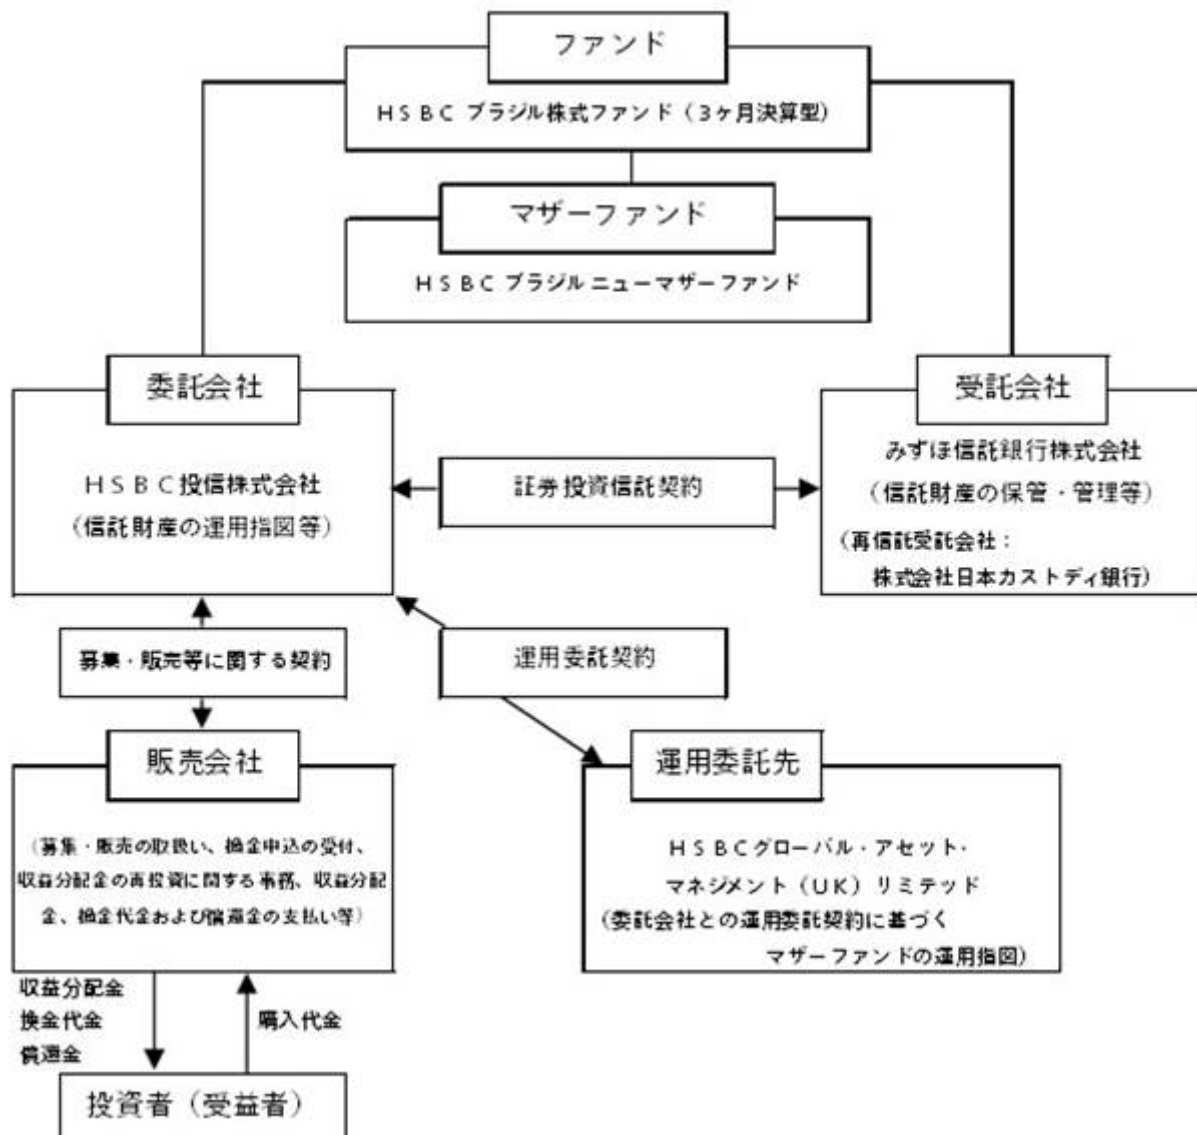 ファンド
HSBC ブラジル株式ファンド（3ヶ月決算型）
マザーファンド
HSBC ブラジル ニューマザーファンド
委託会社
HSBC投信株式会社
（信託財産の運用指図等）
証券投資信託契約
受託会社
みずほ信託銀行株式会社
（信託財産の保管・管理等）
（再信託受託会社：
株式会社日本カストディ銀行）
募集・販売等に関する契約
運用委託契約
販売会社
（募集・販売の取扱い、換金申込の受付、
収益分配金の再投資に関する事務、収益分配
金、換金代金および償還金の支払い等）
運用委託先
HSBCグローバル・アセット・
マネジメント（UK）リミテッド
（委託会社との運用委託契約に基づく
マザーファンドの運用指図）
収益分配金
換金代金
償還金
購入代金
投資者（受益者）